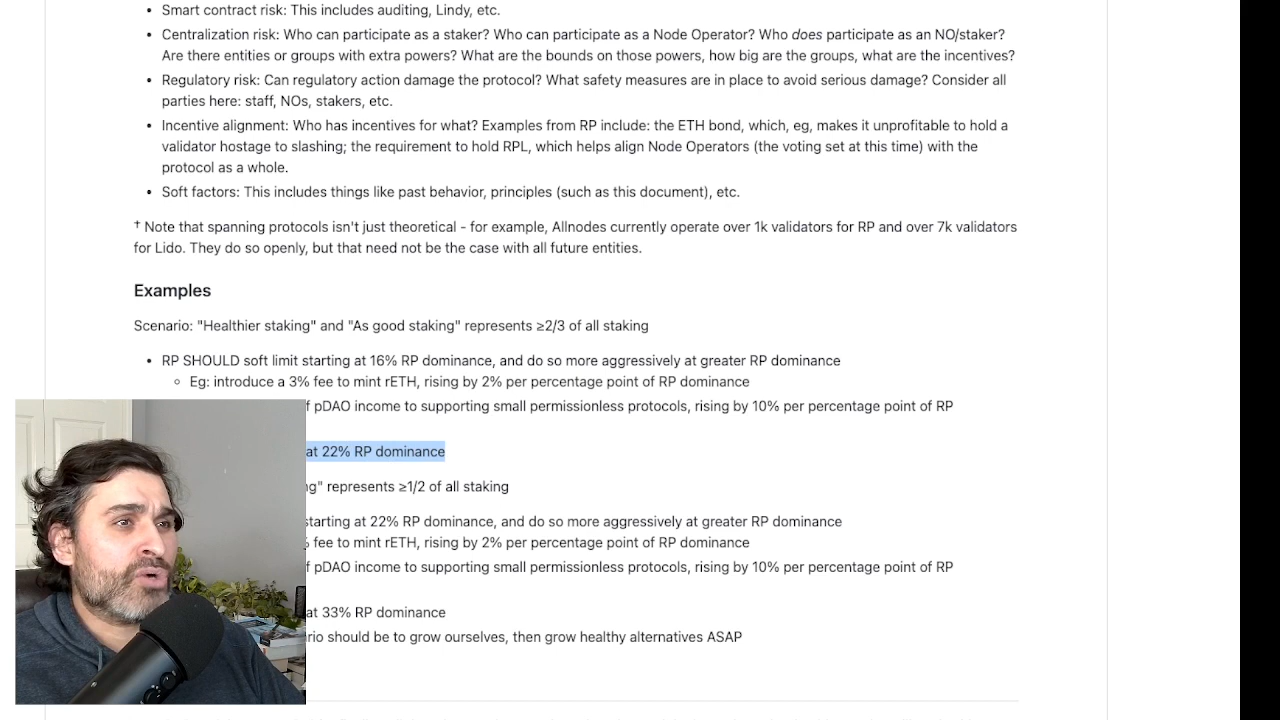 Smart contract risk: This includes auditing, Lindy, etc.
Centralization risk: Who can participate as a staker? Who can participate as a Node Operator? Who does participate as an NO/staker?
Are there entities or groups with extra powers? What are the bounds on those powers, how big are the groups, what are the incentives?
Regulatory risk: Can regulatory action damage the protocol? What safety measures are in place to avoid serious damage? Consider all
parties here: staff, NOs, stakers, etc.
Incentive alignment: Who has incentives for what? Examples from RP include: the ETH bond, which, eg, makes it unprofitable to hold a
validator hostage to slashing; the requirement to hold RPL, which helps align Node Operators (the voting set at this time) with the
protocol as a whole.
Soft factors: This includes things like past behavior, principles (such as this document), etc.
† Note that spanning protocols isn't just theoretical - for example, Allnodes currently operate over 1k validators for RP and over 7k validators
for Lido. They do so openly, but that need not be the case with all future entities.
Examples
Scenario: "Healthier staking" and "As good staking" represents ≥2/3 of all staking
RP SHOULD soft limit starting at 16% RP dominance, and do so more aggressively at greater RP dominance
Eg: introduce a 3% fee to mint rETH, rising by 2% per percentage point of RP dominance
pDAO income to supporting small permissionless protocols, rising by 10% per percentage point of RP
at 22% RP dominance
represents ≥1/2 of all staking
starting at 22% RP dominance, and do so more aggressively at greater RP dominance
fee to mint rETH, rising by 2% per percentage point of RP dominance
pDAO income to supporting small permissionless protocols, rising by 10% per percentage point of RP
at 33% RP dominance
should be to grow ourselves, then grow healthy alternatives ASAP